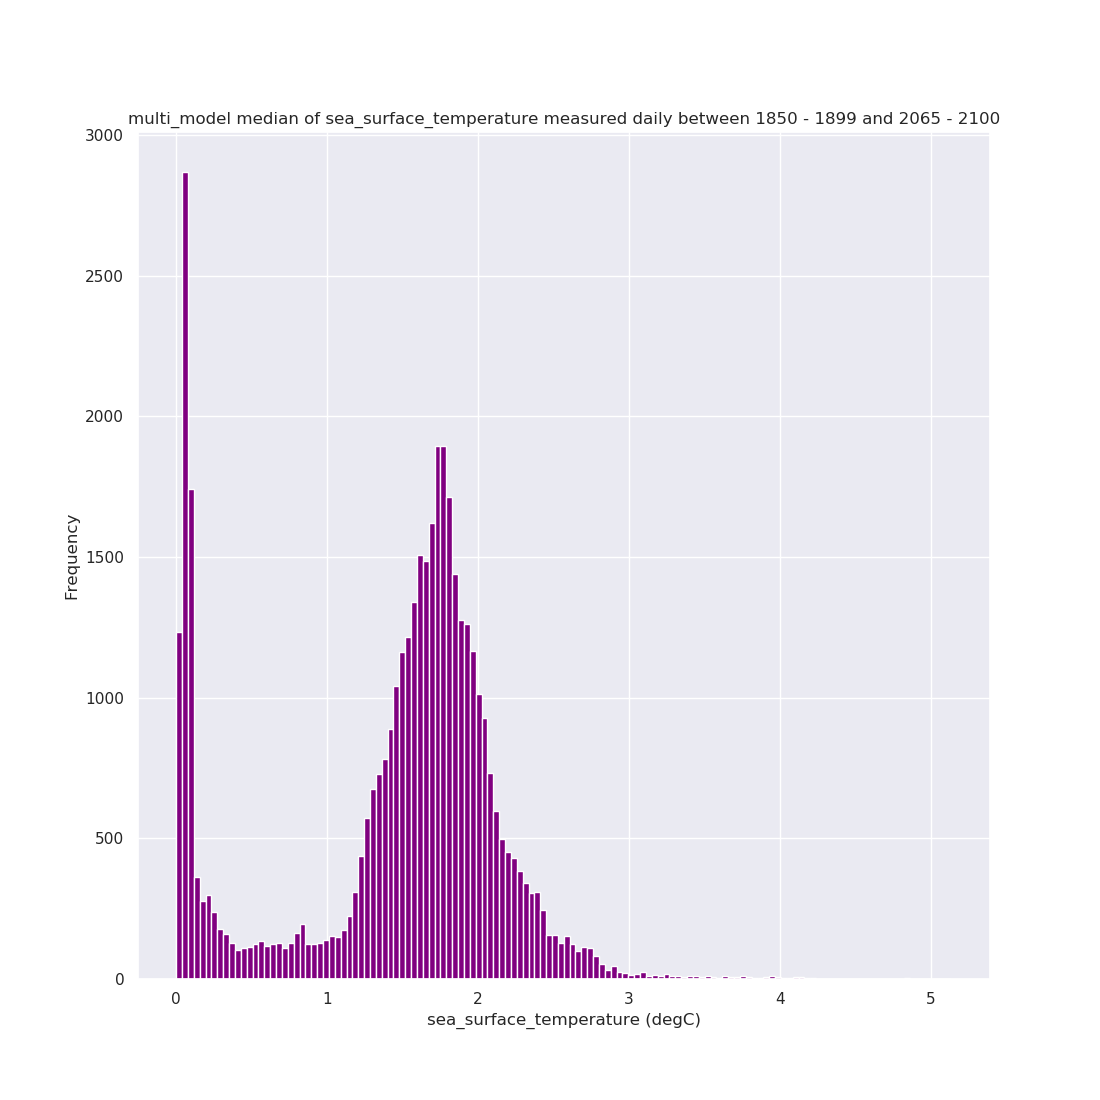 multi_model median of sea_surface_temperature measured daily between 1850 - 1899 and 2065 - 2100
3000
2500
2000
1500
1000
500
0
Frequency
0 1 2 3 4 5
sea_surface_temperature (degC)